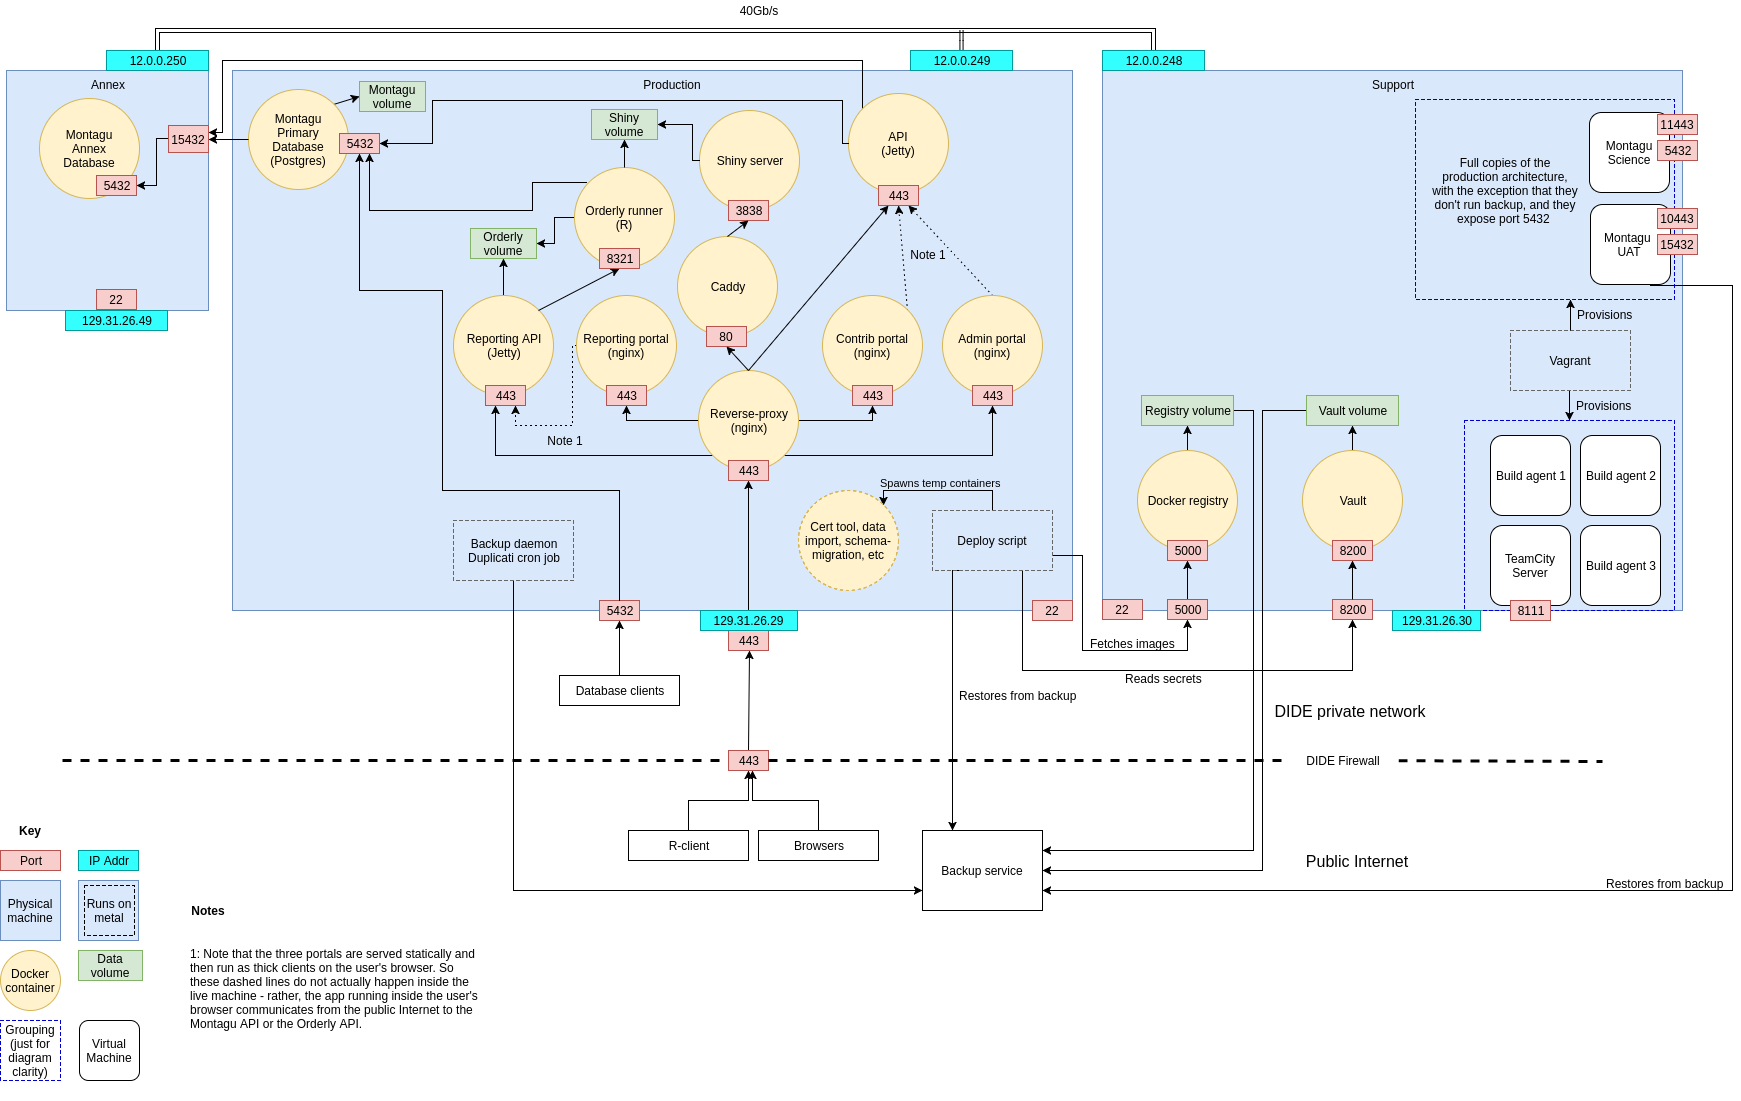 40Gb/s
12.0.0.250
12.0.0.249
12.0.0.248
Annex
Montagu
Annex
Database
5432
15432
22
129.31.26.49
Production
Montagu
Primary
Database
(Postgres)
5432
Montagu
volume
Shiny
volume
Shiny server
3838
API
(Jetty)
443
Orderly runner
(R)
8321
Orderly
volume
Note 1
Caddy
80
Reporting API
(Jetty)
443
Reporting portal
(nginx)
443
Contrib portal
(nginx)
443
Admin portal
(nginx)
443
Note 1
Reverse-proxy
(nginx)
443
Backup daemon
Duplicati cron job
Cert tool, data
import, schema-
migration, etc
Spawns temp containers
Deploy script
5432
129.31.26.29
443
22
Database clients
Support
Full copies of the
production architecture,
with the exception that they
don't run backup, and they
expose port 5432
Montagu
Science
11443
5432
Montagu
UAT
10443
15432
Provisions
Vagrant
Provisions
Registry volume
Vault volume
Docker registry
5000
Vault
8200
Build agent 1
Build agent 2
TeamCity
Server
Build agent 3
22
5000
8200
129.31.26.30
8111
Fetches images
Reads secrets
Restores from backup
DIDE private network
443
DIDE Firewall
R-client
Browsers
Backup service
Public Internet
Restores from backup
Key
Port
IP Addr
Physical
machine
Runs on
metal
Docker
container
Data
volume
Grouping
(just for
diagram
clarity)
Virtual
Machine
Notes
1: Note that the three portals are served statically and
then run as thick clients on the user's browser. So
these dashed lines do not actually happen inside the
live machine - rather, the app running inside the user's
browser communicates from the public Internet to the
Montagu API or the Orderly API.